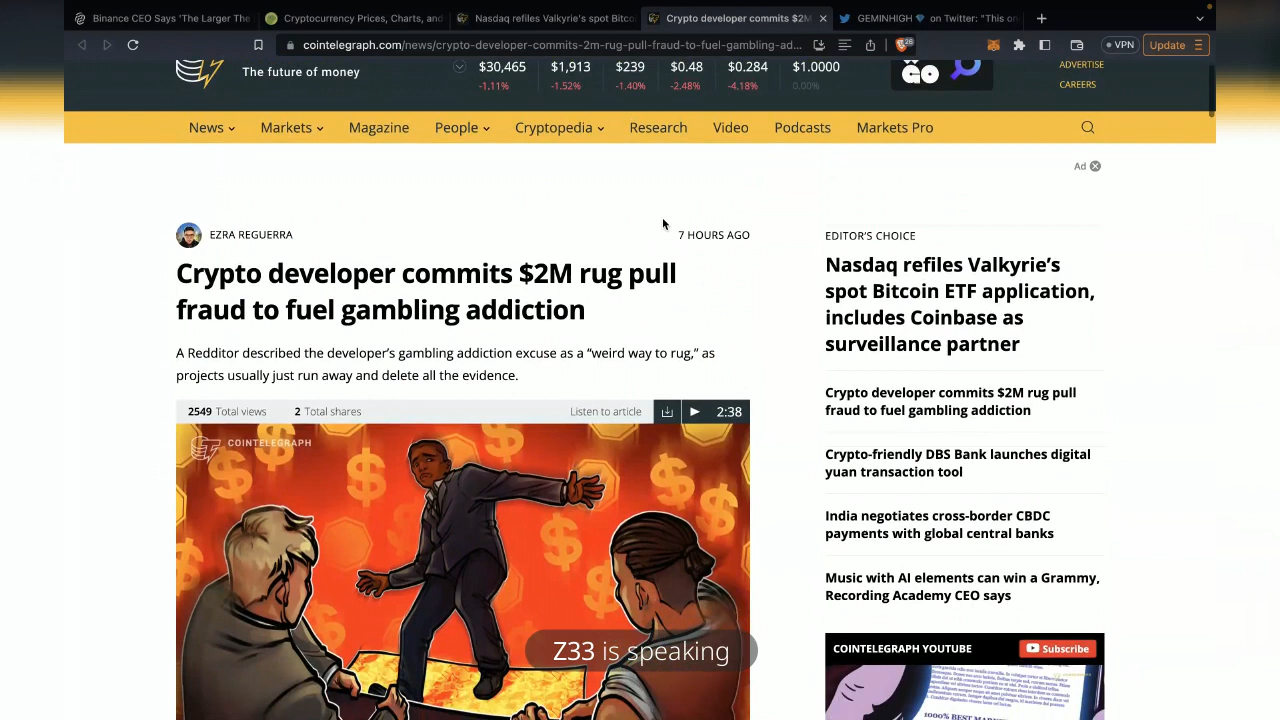 Binance CEO Says 'The Larger The
Cryptocurrency Prices, Charts, and
Nasdaq refiles Valkyrie's spot Bitco
Crypto developer commits $2M
GEMINHIGH 💎 on Twitter: "This on
cointelegraph.com/news/crypto-developer-commits-2m-rug-pull-fraud-to-fuel-gambling-ad...
28
VPN
Update
The future of money
$30,465
$1,913
$239
$0.48
$0.284
$1.0000
-1.11%
-1.52%
-1.40%
-2.48%
-4.18%
0.00%
GO
ADVERTISE
CAREERS
News
Markets
Magazine
People
Cryptopedia
Research
Video
Podcasts
Markets Pro
Ad
EZRA REGUERRA
7 HOURS AGO
Crypto developer commits $2M rug pull
fraud to fuel gambling addiction
A Redditor described the developer's gambling addiction excuse as a “weird way to rug,” as
projects usually just run away and delete all the evidence.
2549 Total views
2 Total shares
Listen to article
2:38
COINTELEGRAPH
Z33 is speaking
EDITOR'S CHOICE
Nasdaq refiles Valkyrie's
spot Bitcoin ETF application,
includes Coinbase as
surveillance partner
Crypto developer commits $2M rug pull
fraud to fuel gambling addiction
Crypto-friendly DBS Bank launches digital
yuan transaction tool
India negotiates cross-border CBDC
payments with global central banks
Music with AI elements can win a Grammy,
Recording Academy CEO says
COINTELEGRAPH YOUTUBE
Subscribe